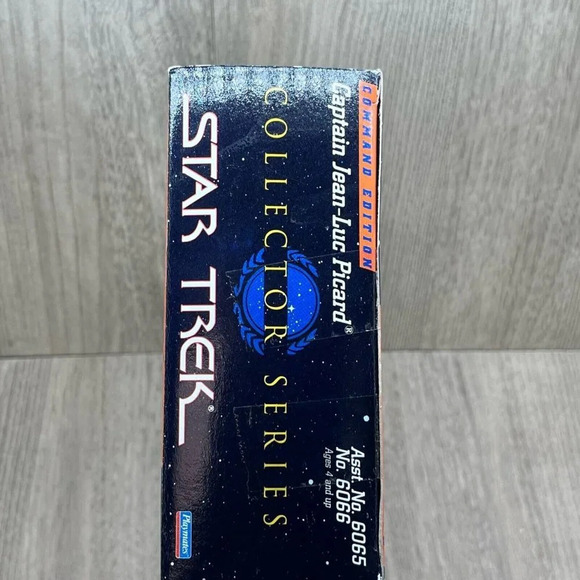 STAR TREK®
COLLECTOR SERIES
COMMAND EDITION
Captain Jean-Luc Picard®
Asst. No. 6065
No. 6066
Ages 4 and up
Playmates®